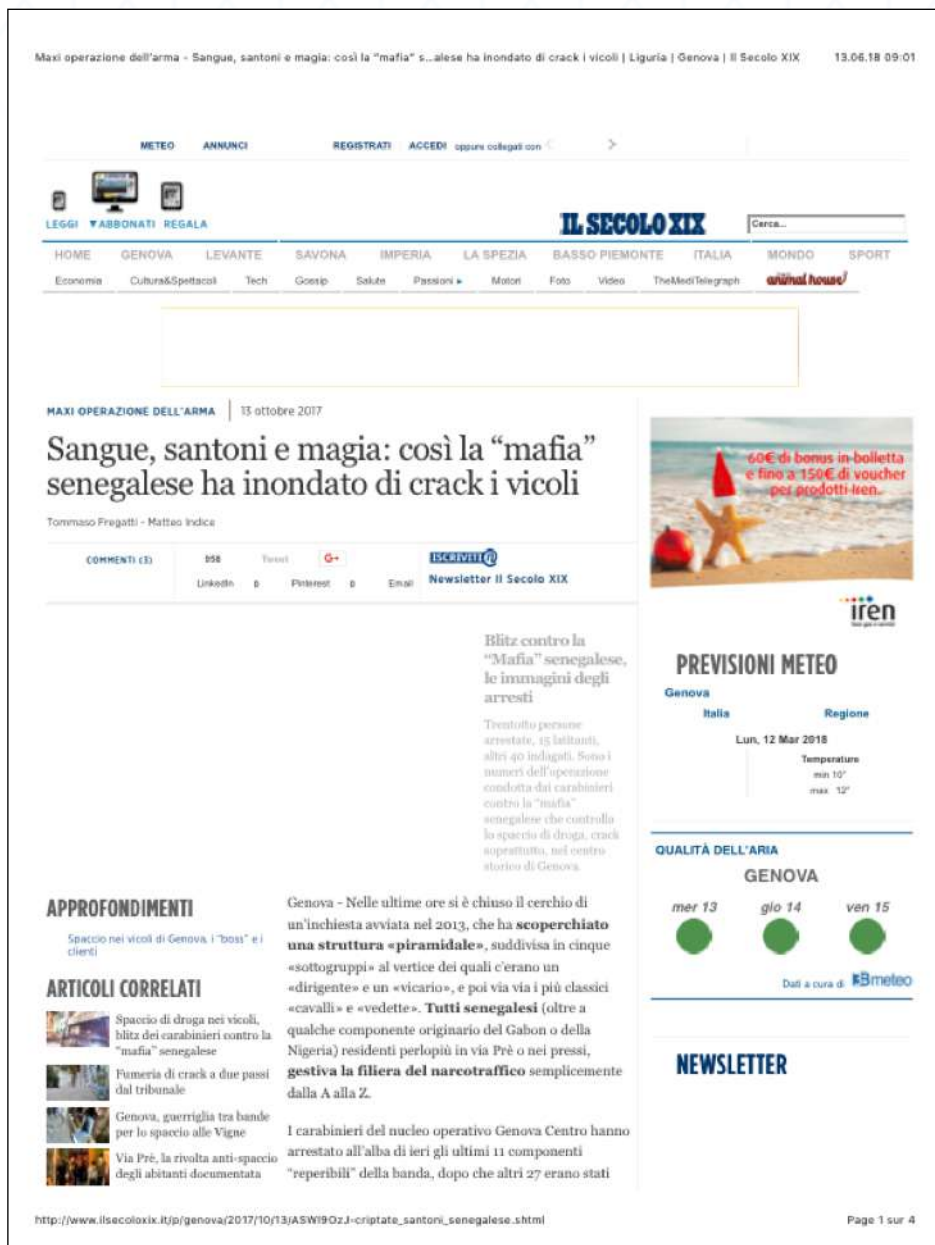 Maxi operazione dell'arma - Sangue, santoni e magia: così la "mafia" s...alese ha inondato di crack i vicoli | Liguria | Genova | Il Secolo XIX 13.06.18 09:01
METEO ANNUNCI REGISTRATI ACCEDI oppure collegati con
LEGGI ▼ABBONATI REGALA
IL SECOLO XIX
Cerca...
HOME GENOVA LEVANTE SAVONA IMPERIA LA SPEZIA BASSO PIEMONTE ITALIA MONDO SPORT
Economia Cultura&Spettacoli Tech Gossip Salute Passioni ▸ Motori Foto Video TheMediTelegraph animal house!
MAXI OPERAZIONE DELL'ARMA | 13 ottobre 2017
Sangue, santoni e magia: così la "mafia"
senegalese ha inondato di crack i vicoli
Tommaso Fregatti - Matteo Indice
COMMENTI (3) 958 Tweet G+
LinkedIn 0 Pinterest 0 Email
ISCRIVITI@
Newsletter Il Secolo XIX
Blitz contro la
"Mafia" senegalese,
le immagini degli
arresti
Trentotto persone
arrestate, 15 latitanti,
altri 40 indagati. Sono i
numeri dell'operazione
condotta dai carabinieri
contro la "mafia"
senegalese che controlla
lo spaccio di droga, crack
soprattutto, nel centro
storico di Genova.
APPROFONDIMENTI
Spaccio nei vicoli di Genova, i "boss" e i
clienti
ARTICOLI CORRELATI
Spaccio di droga nei vicoli,
blitz dei carabinieri contro la
"mafia" senegalese
Fumeria di crack a due passi
dal tribunale
Genova, guerriglia tra bande
per lo spaccio alle Vigne
Via Prè, la rivolta anti-spaccio
degli abitanti documentata
Genova - Nelle ultime ore si è chiuso il cerchio di
un'inchiesta avviata nel 2013, che ha scoperchiato
una struttura «piramidale», suddivisa in cinque
«sottogruppi» al vertice dei quali c'erano un
«dirigente» e un «vicario», e poi via via i più classici
«cavalli» e «vedette». Tutti senegalesi (oltre a
qualche componente originario del Gabon o della
Nigeria) residenti perlopiù in via Prè o nei pressi,
gestiva la filiera del narcotraffico semplicemente
dalla A alla Z.
I carabinieri del nucleo operativo Genova Centro hanno
arrestato all'alba di ieri gli ultimi 11 componenti
"reperibili" della banda, dopo che altri 27 erano stati
60€ di bonus in bolletta
e fino a 150€ di voucher
per prodotti Iren.
iren
PREVISIONI METEO
Genova
Italia Regione
Lun, 12 Mar 2018
Temperature
min 10°
max 12°
QUALITÀ DELL'ARIA
GENOVA
mer 13 gio 14 ven 15
Dati a cura di 3Bmeteo
NEWSLETTER
http://www.ilsecoloxix.it/p/genova/2017/10/13/ASWI9OzJ-criptate_santoni_senegalese.shtml Page 1 sur 4